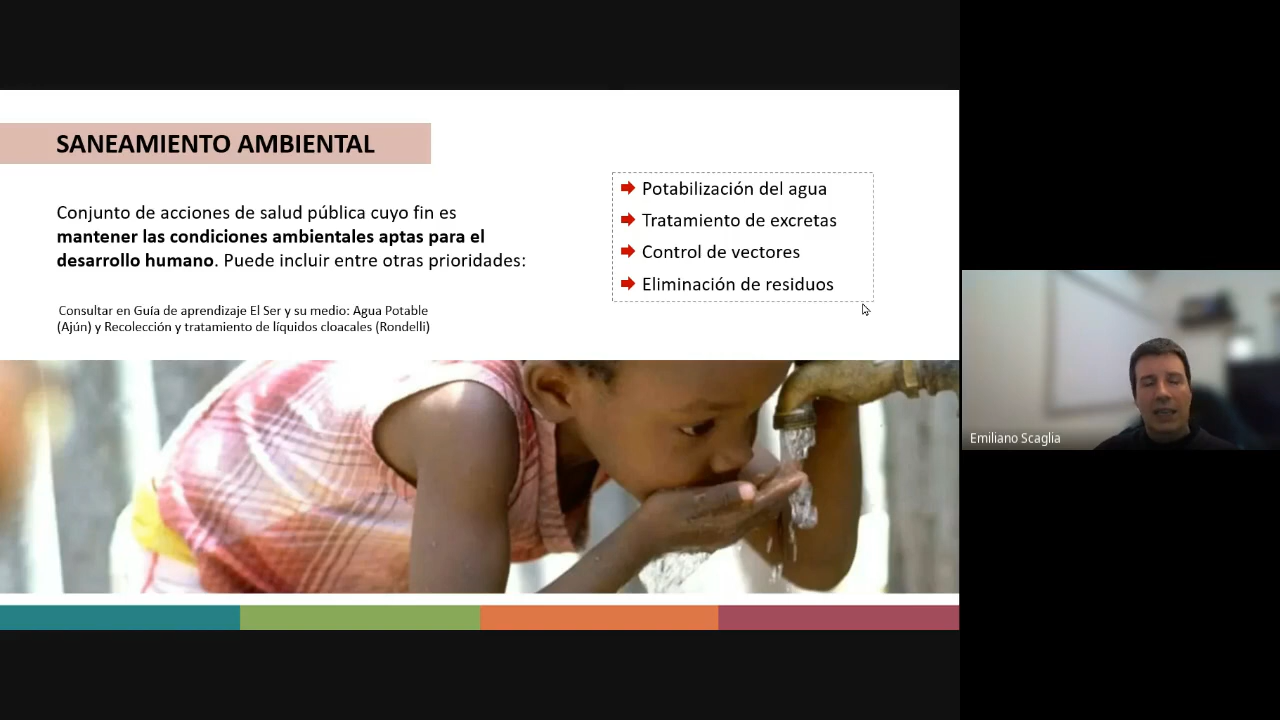 SANEAMIENTO AMBIENTAL
Conjunto de acciones de salud pública cuyo fin es
mantener las condiciones ambientales aptas para el
desarrollo humano. Puede incluir entre otras prioridades:
Consultar en Guía de aprendizaje El Ser y su medio: Agua Potable
(Ajún) y Recolección y tratamiento de líquidos cloacales (Rondelli)
Potabilización del agua
Tratamiento de excretas
Control de vectores
Eliminación de residuos
Emiliano Scaglia